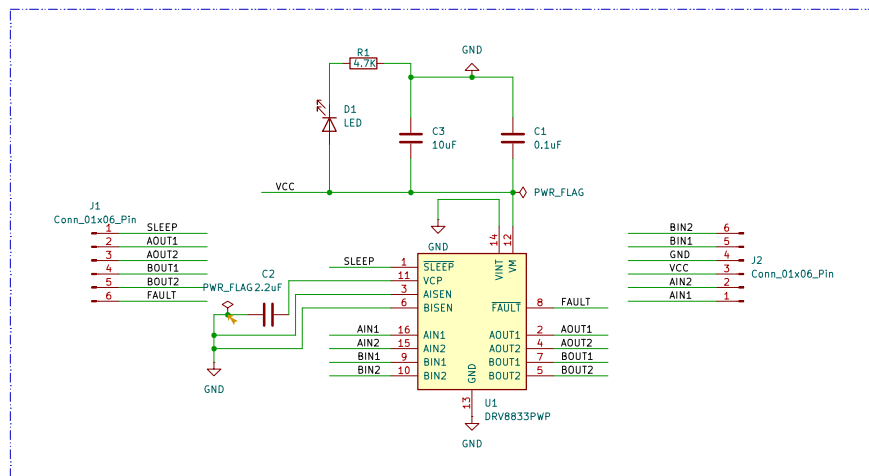 R1
4.7K
GND
D1
LED
C3
10uF
C1
0.1uF
VCC
PWR_FLAG
J1
Conn_01x06_Pin
1 SLEEP
2 AOUT1
3 AOUT2
4 BOUT1
5 BOUT2
6 FAULT
C2
PWR_FLAG 2.2uF
GND
GND
14 12
VINT VM
SLEEP 1 SLEEP
11 VCP
3 AISEN
6 BISEN
FAULT 8 FAULT
AIN1 16 AIN1
AIN2 15 AIN2
BIN1 9 BIN1
BIN2 10 BIN2
AOUT1 2 AOUT1
AOUT2 4 AOUT2
BOUT1 7 BOUT1
BOUT2 5 BOUT2
GND
13
U1
DRV8833PWP
GND
BIN2 6
BIN1 5
GND 4
VCC 3
AIN2 2
AIN1 1
J2
Conn_01x06_Pin